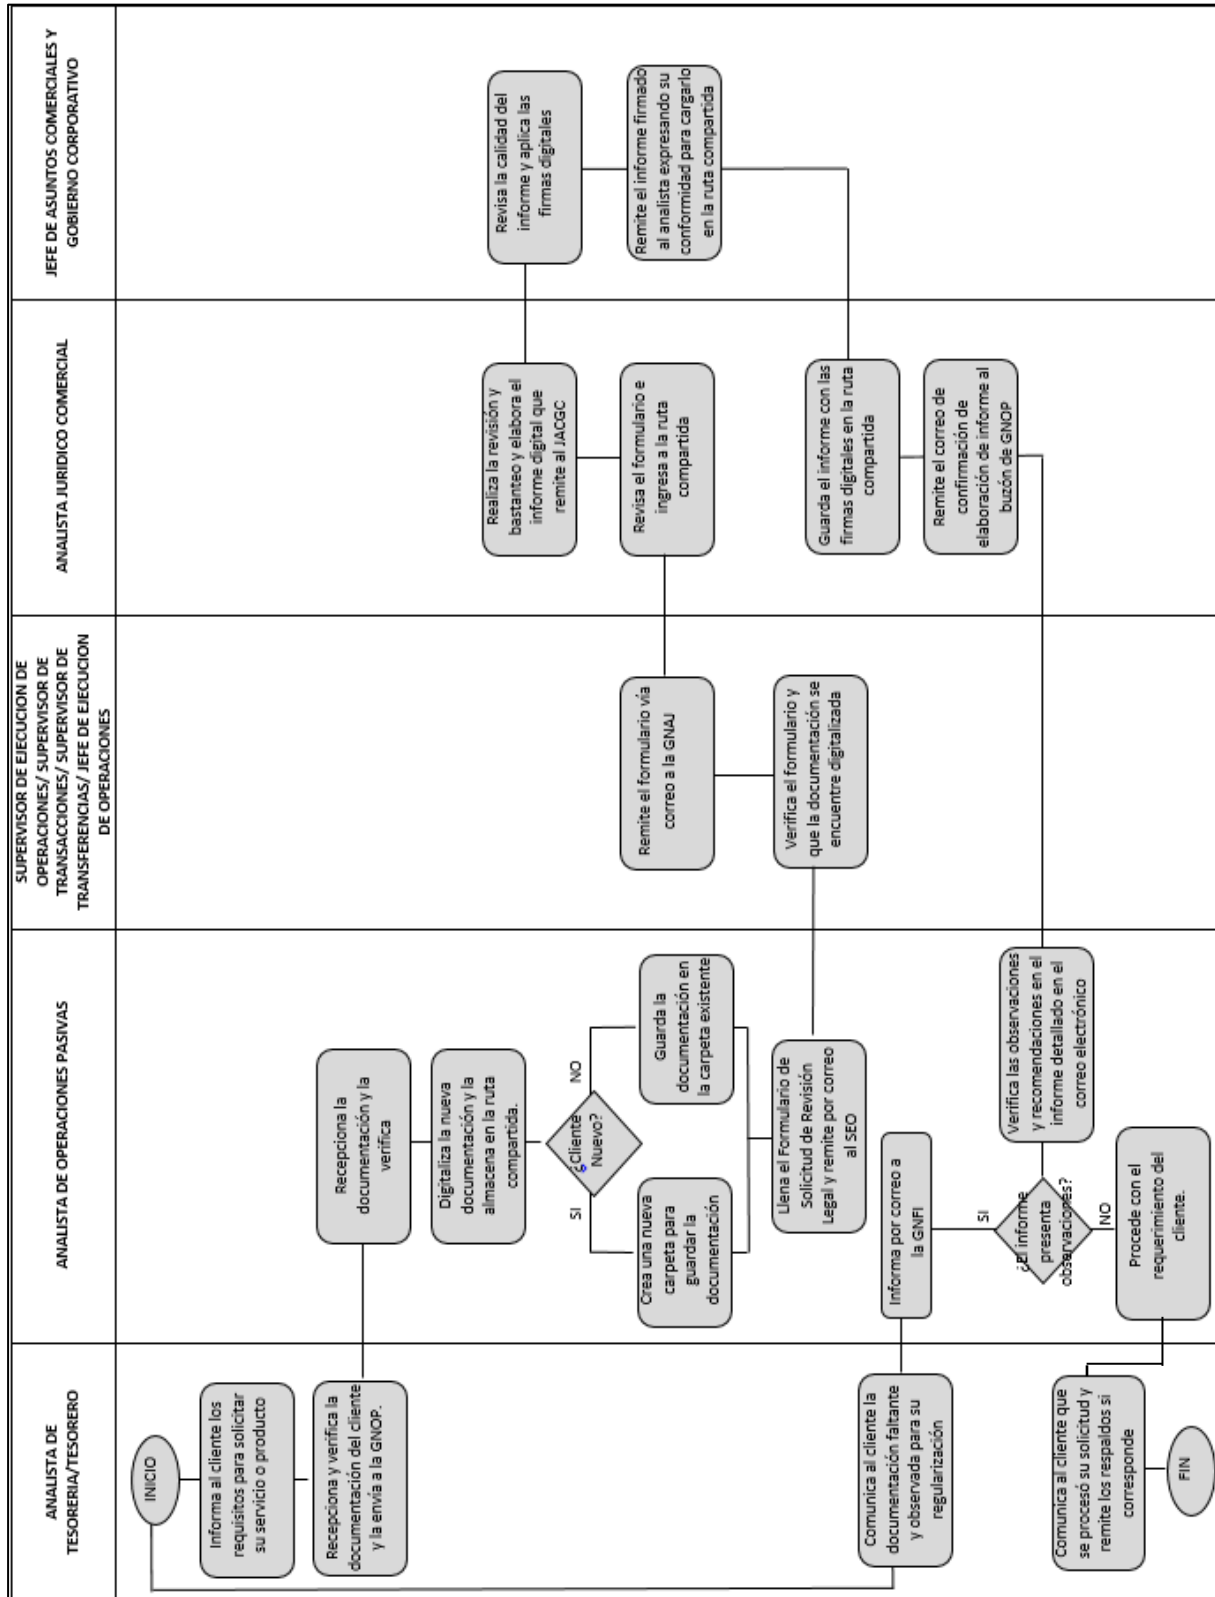 ANALISTA DE
TESORERIA/TESORERO
ANALISTA DE OPERACIONES PASIVAS
SUPERVISOR DE EJECUCION DE
OPERACIONES/ SUPERVISOR DE
TRANSACCIONES/ SUPERVISOR DE
TRANSFERENCIAS/ JEFE DE EJECUCION
DE OPERACIONES
ANALISTA JURIDICO COMERCIAL
JEFE DE ASUNTOS COMERCIALES Y
GOBIERNO CORPORATIVO
INICIO
Informa al cliente los
requisitos para solicitar
su servicio o producto
Recepciona y verifica la
documentación del cliente
y la envía a la GNOP.
Recepciona la
documentación y la
verifica
Digitaliza la nueva
documentación y la
almacena en la ruta
compartida.
¿Cliente
Nuevo?
SI
NO
Crea una nueva
carpeta para
guardar la
documentación
Guarda la
documentación en
la carpeta existente
Llena el Formulario de
Solicitud de Revisión
Legal y remite por correo
al SEO
Verifica el formulario y
que la documentación se
encuentre digitalizada
Remite el formulario vía
correo a la GNAJ
Revisa el formulario e
ingresa a la ruta
compartida
Realiza la revisión y
bastanteo y elabora el
informe digital que
remite al JACGC
Revisa la calidad del
informe y aplica las
firmas digitales
Remite el informe firmado
al analista expresando su
conformidad para cargarlo
en la ruta compartida
Guarda el informe con las
firmas digitales en la ruta
compartida
Remite el correo de
confirmación de
elaboración de informe al
buzón de GNOP
Verifica las observaciones
y recomendaciones en el
informe detallado en el
correo electrónico
¿El informe
presenta
observaciones?
SI
NO
Informa por correo a
la GNFI
Comunica al cliente la
documentación faltante
y observada para su
regularización
Procede con el
requerimiento del
cliente.
Comunica al cliente que
se procesó su solicitud y
remite los respaldos si
corresponde
FIN